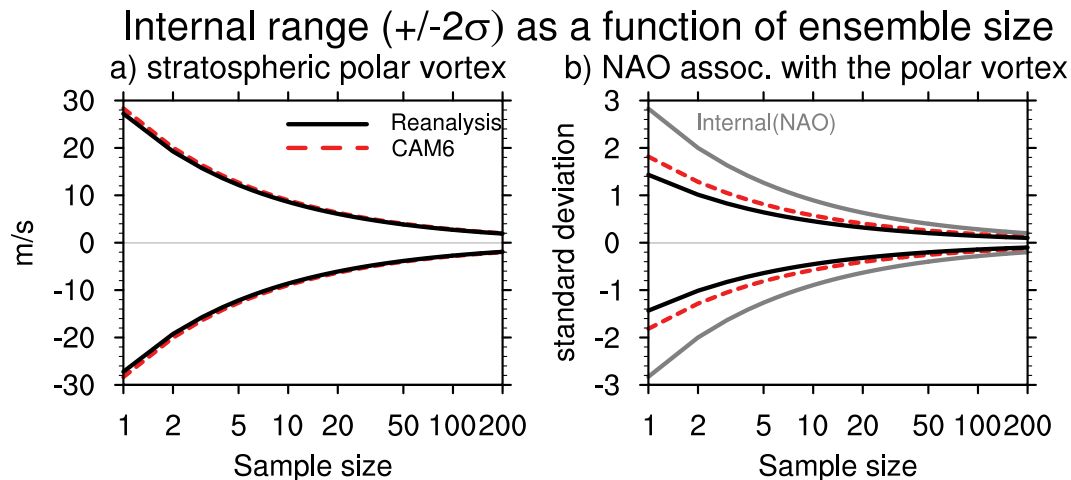 Internal range (+/-2σ) as a function of ensemble size
a) stratospheric polar vortex
30
20
10
0
-10
-20
-30
m/s
Reanalysis
CAM6
1 2 5 10 20 50 100 200
Sample size
b) NAO assoc. with the polar vortex
3
2
1
0
-1
-2
-3
standard deviation
Internal(NAO)
1 2 5 10 20 50 100 200
Sample size